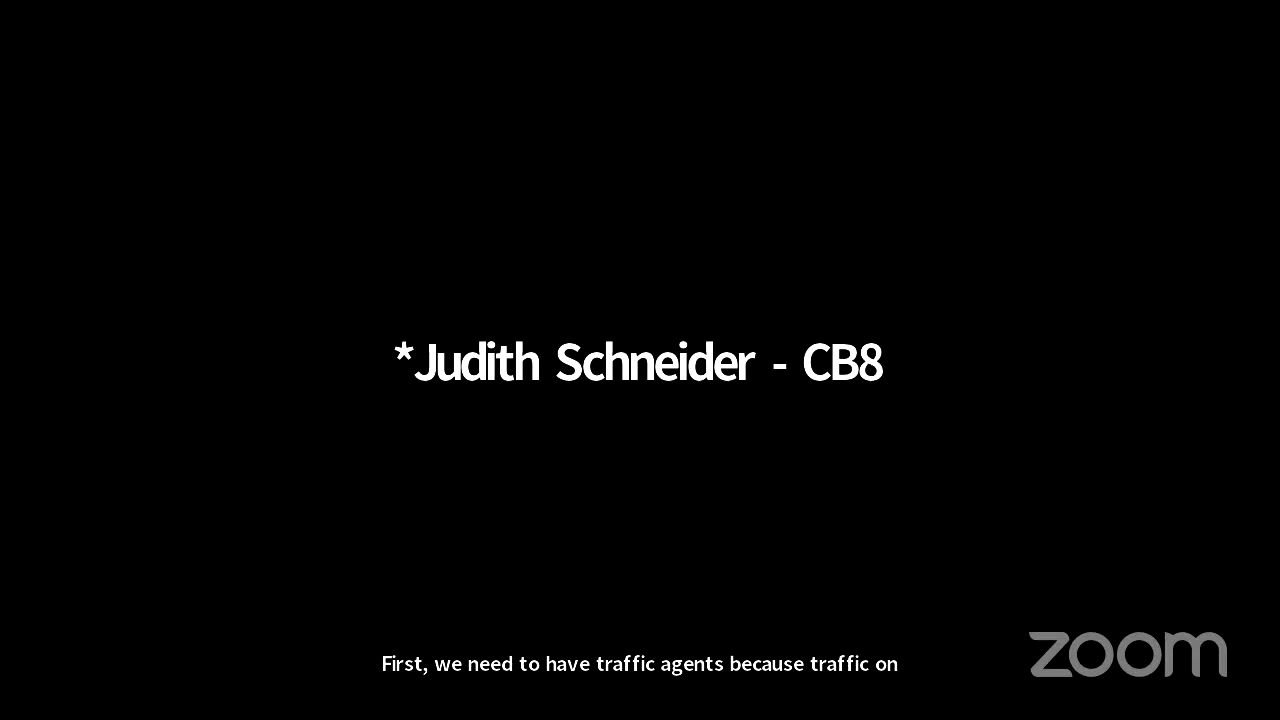 *Judith Schneider - CB8
First, we need to have traffic agents because traffic on
zoom